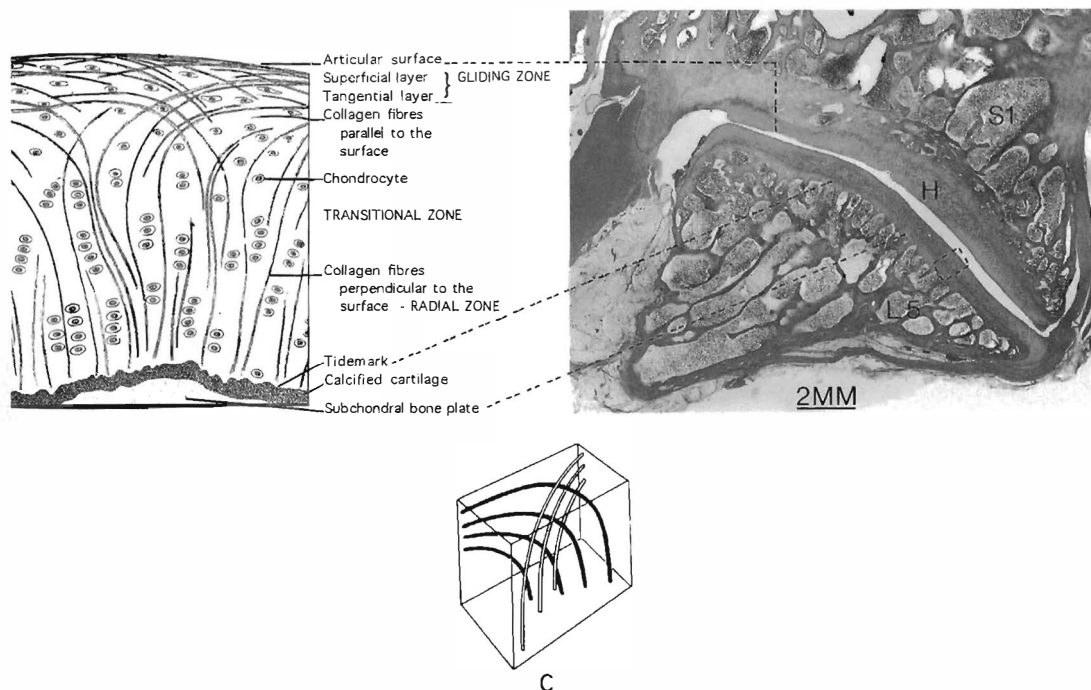 Articular surface
Superficial layer
Tangential layer
} GLIDING ZONE
Collagen fibres
parallel to the
surface
Chondrocyte
TRANSITIONAL ZONE
Collagen fibres
perpendicular to the
surface - RADIAL ZONE
Tidemark
Calcified cartilage
Subchondral bone plate
S1
H
L5
2MM
C